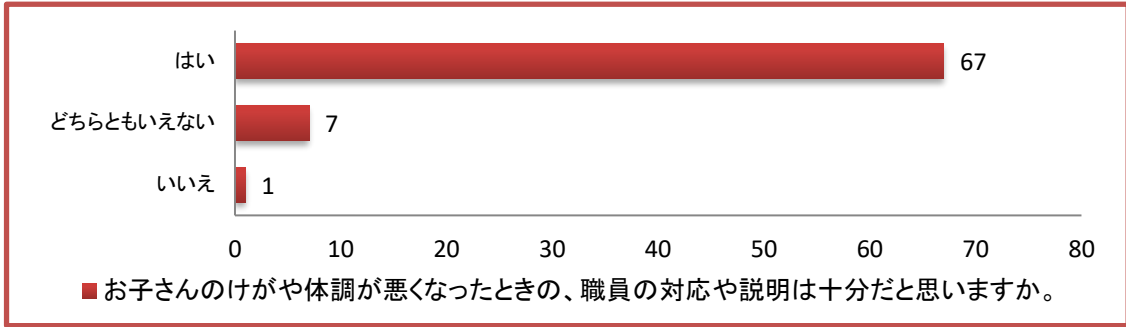 はい 67
どちらともいえない 7
いいえ 1
0 10 20 30 40 50 60 70 80
お子さんのけがや体調が悪くなったときの、職員の対応や説明は十分だと思いますか。